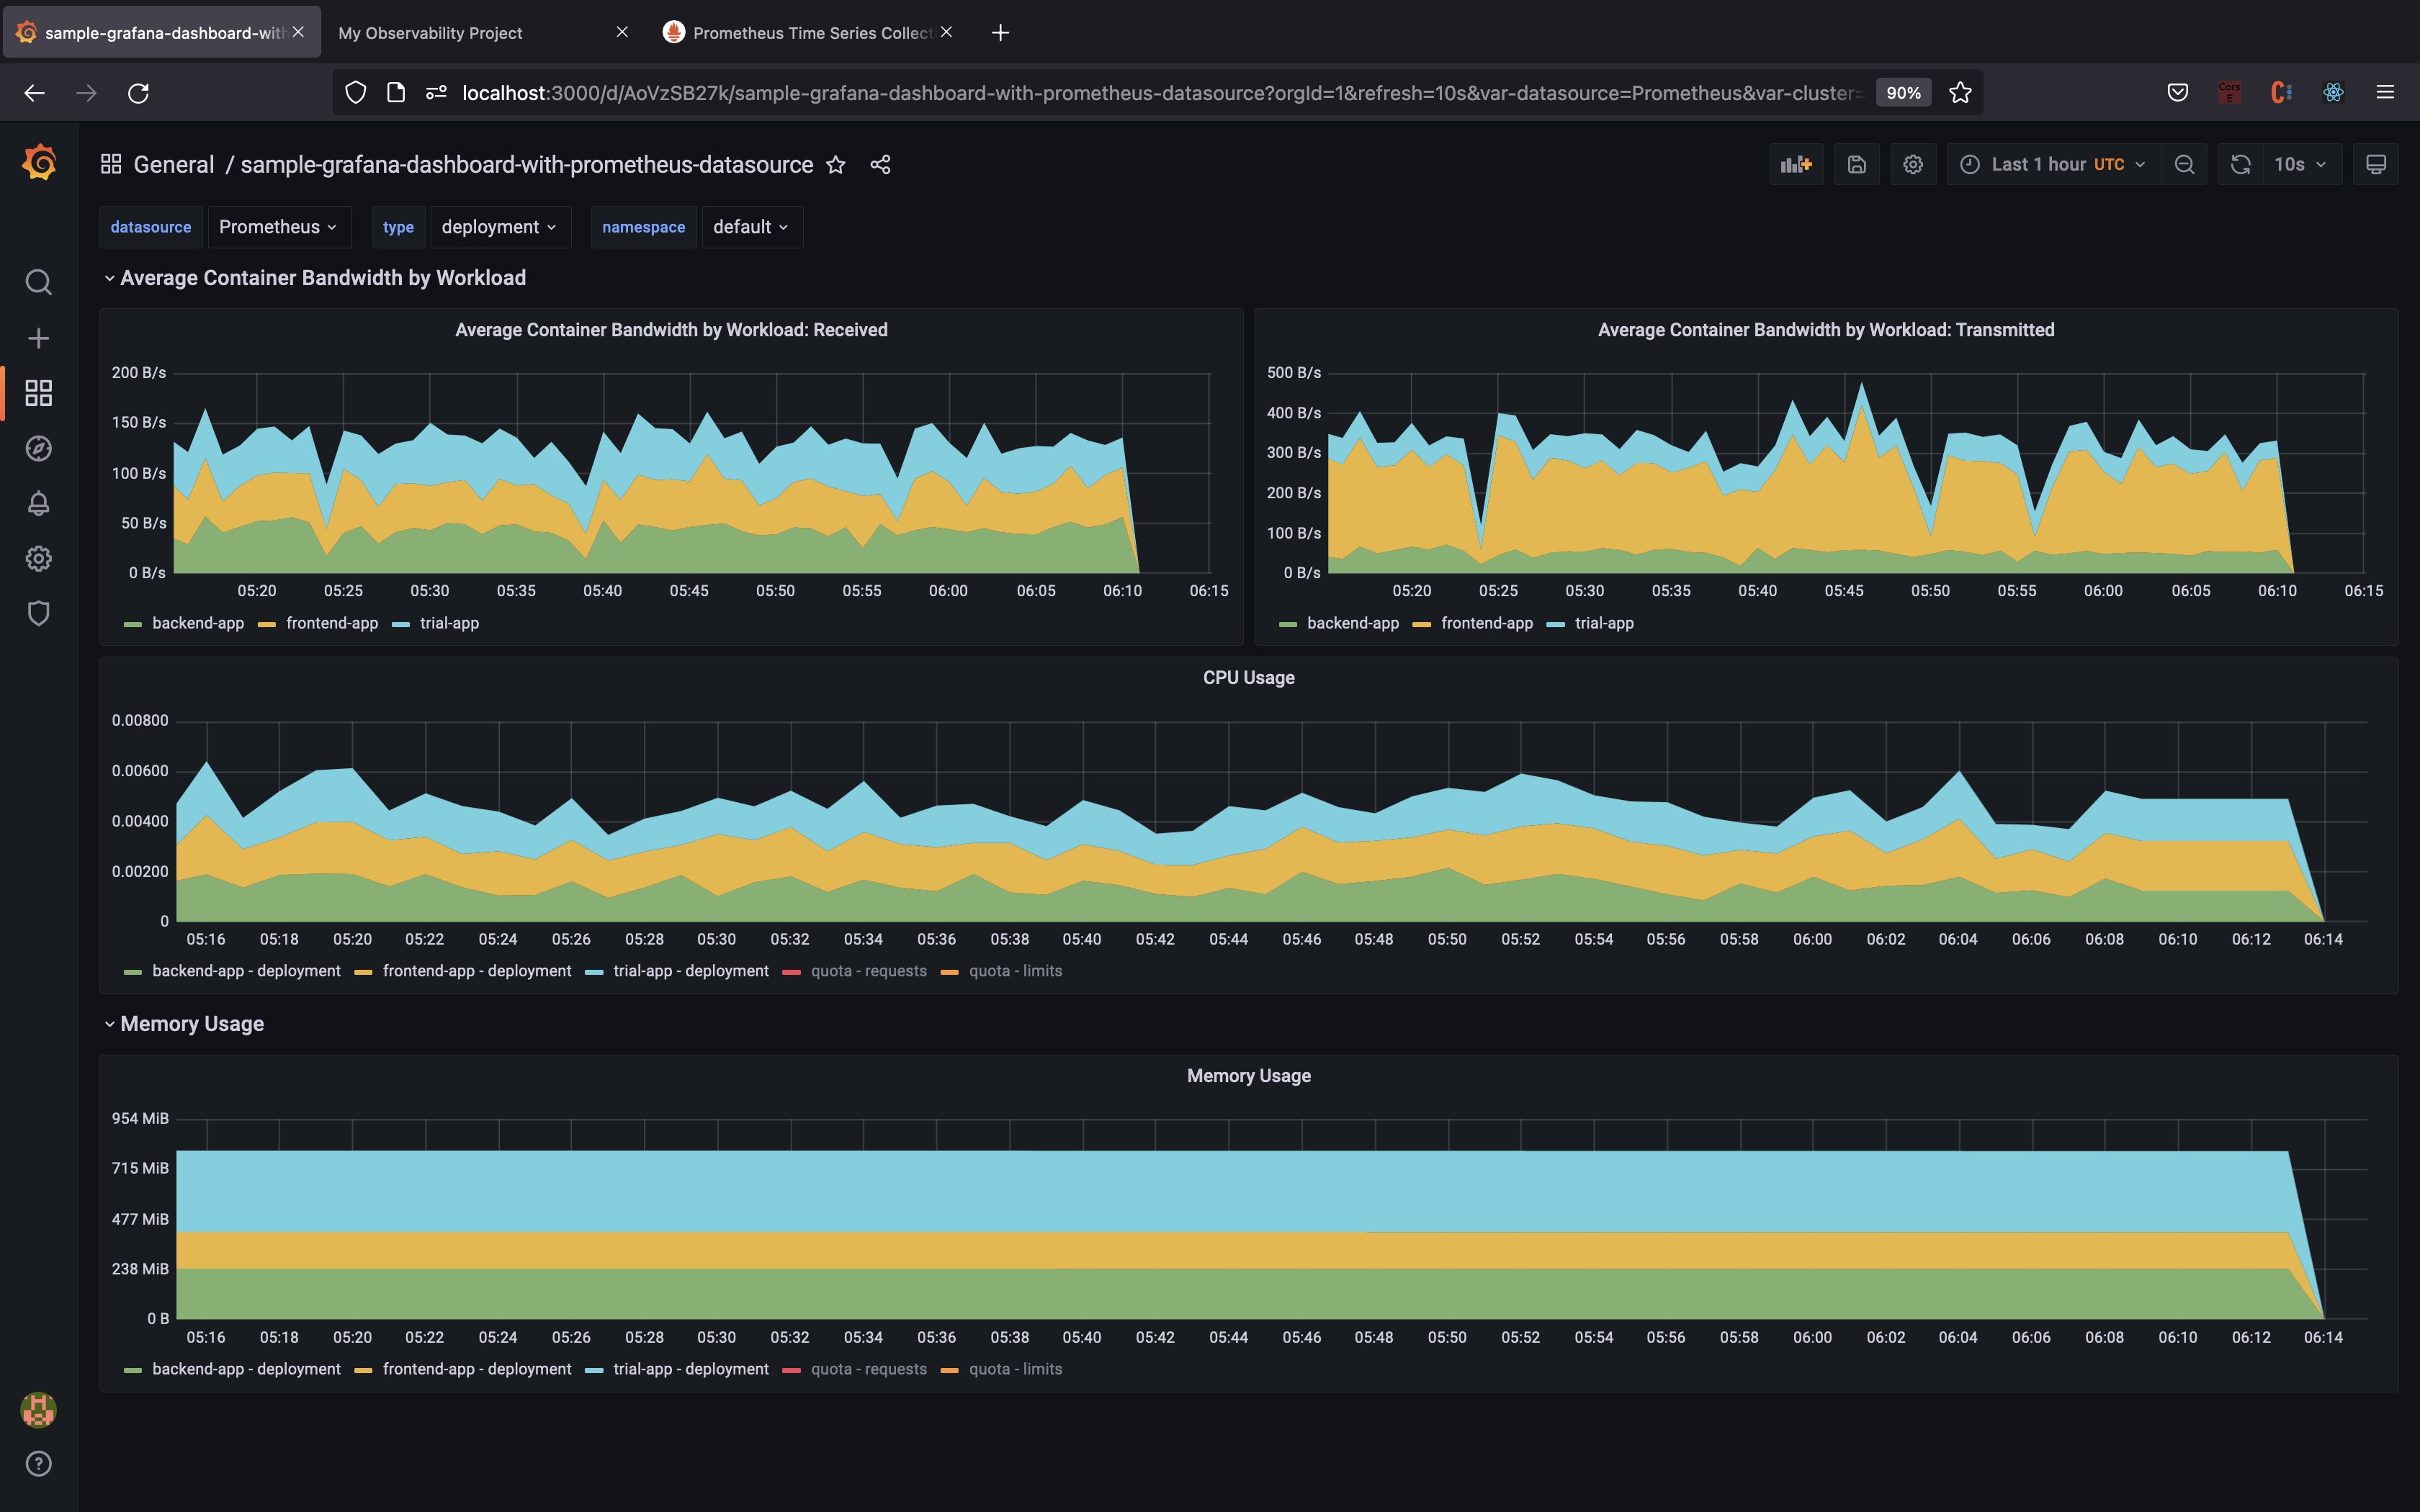 sample-grafana-dashboard-with
My Observability Project
Prometheus Time Series Collect
localhost:3000/d/AoVzSB27k/sample-grafana-dashboard-with-prometheus-datasource?orgId=1&refresh=10s&var-datasource=Prometheus&var-cluster=
90%
Cors
E
General / sample-grafana-dashboard-with-prometheus-datasource
Last 1 hour UTC
10s
datasource Prometheus type deployment namespace default
Average Container Bandwidth by Workload
Average Container Bandwidth by Workload: Received
200 B/s
150 B/s
100 B/s
50 B/s
0 B/s
05:20 05:25 05:30 05:35 05:40 05:45 05:50 05:55 06:00 06:05 06:10 06:15
backend-app frontend-app trial-app
Average Container Bandwidth by Workload: Transmitted
500 B/s
400 B/s
300 B/s
200 B/s
100 B/s
0 B/s
05:20 05:25 05:30 05:35 05:40 05:45 05:50 05:55 06:00 06:05 06:10 06:15
backend-app frontend-app trial-app
CPU Usage
0.00800
0.00600
0.00400
0.00200
0
05:16 05:18 05:20 05:22 05:24 05:26 05:28 05:30 05:32 05:34 05:36 05:38 05:40 05:42 05:44 05:46 05:48 05:50 05:52 05:54 05:56 05:58 06:00 06:02 06:04 06:06 06:08 06:10 06:12 06:14
backend-app - deployment frontend-app - deployment trial-app - deployment quota - requests quota - limits
Memory Usage
Memory Usage
954 MiB
715 MiB
477 MiB
238 MiB
0 B
05:16 05:18 05:20 05:22 05:24 05:26 05:28 05:30 05:32 05:34 05:36 05:38 05:40 05:42 05:44 05:46 05:48 05:50 05:52 05:54 05:56 05:58 06:00 06:02 06:04 06:06 06:08 06:10 06:12 06:14
backend-app - deployment frontend-app - deployment trial-app - deployment quota - requests quota - limits